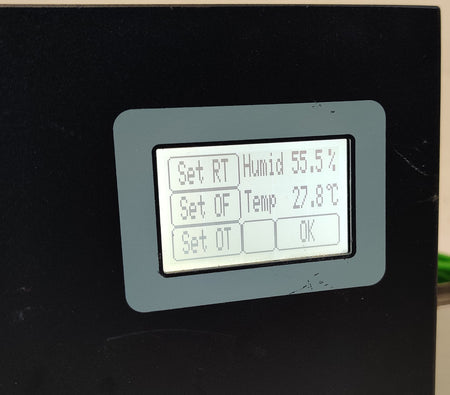 Set RT Humid 55.5%
Set OF Temp 27.8℃
Set OT OK